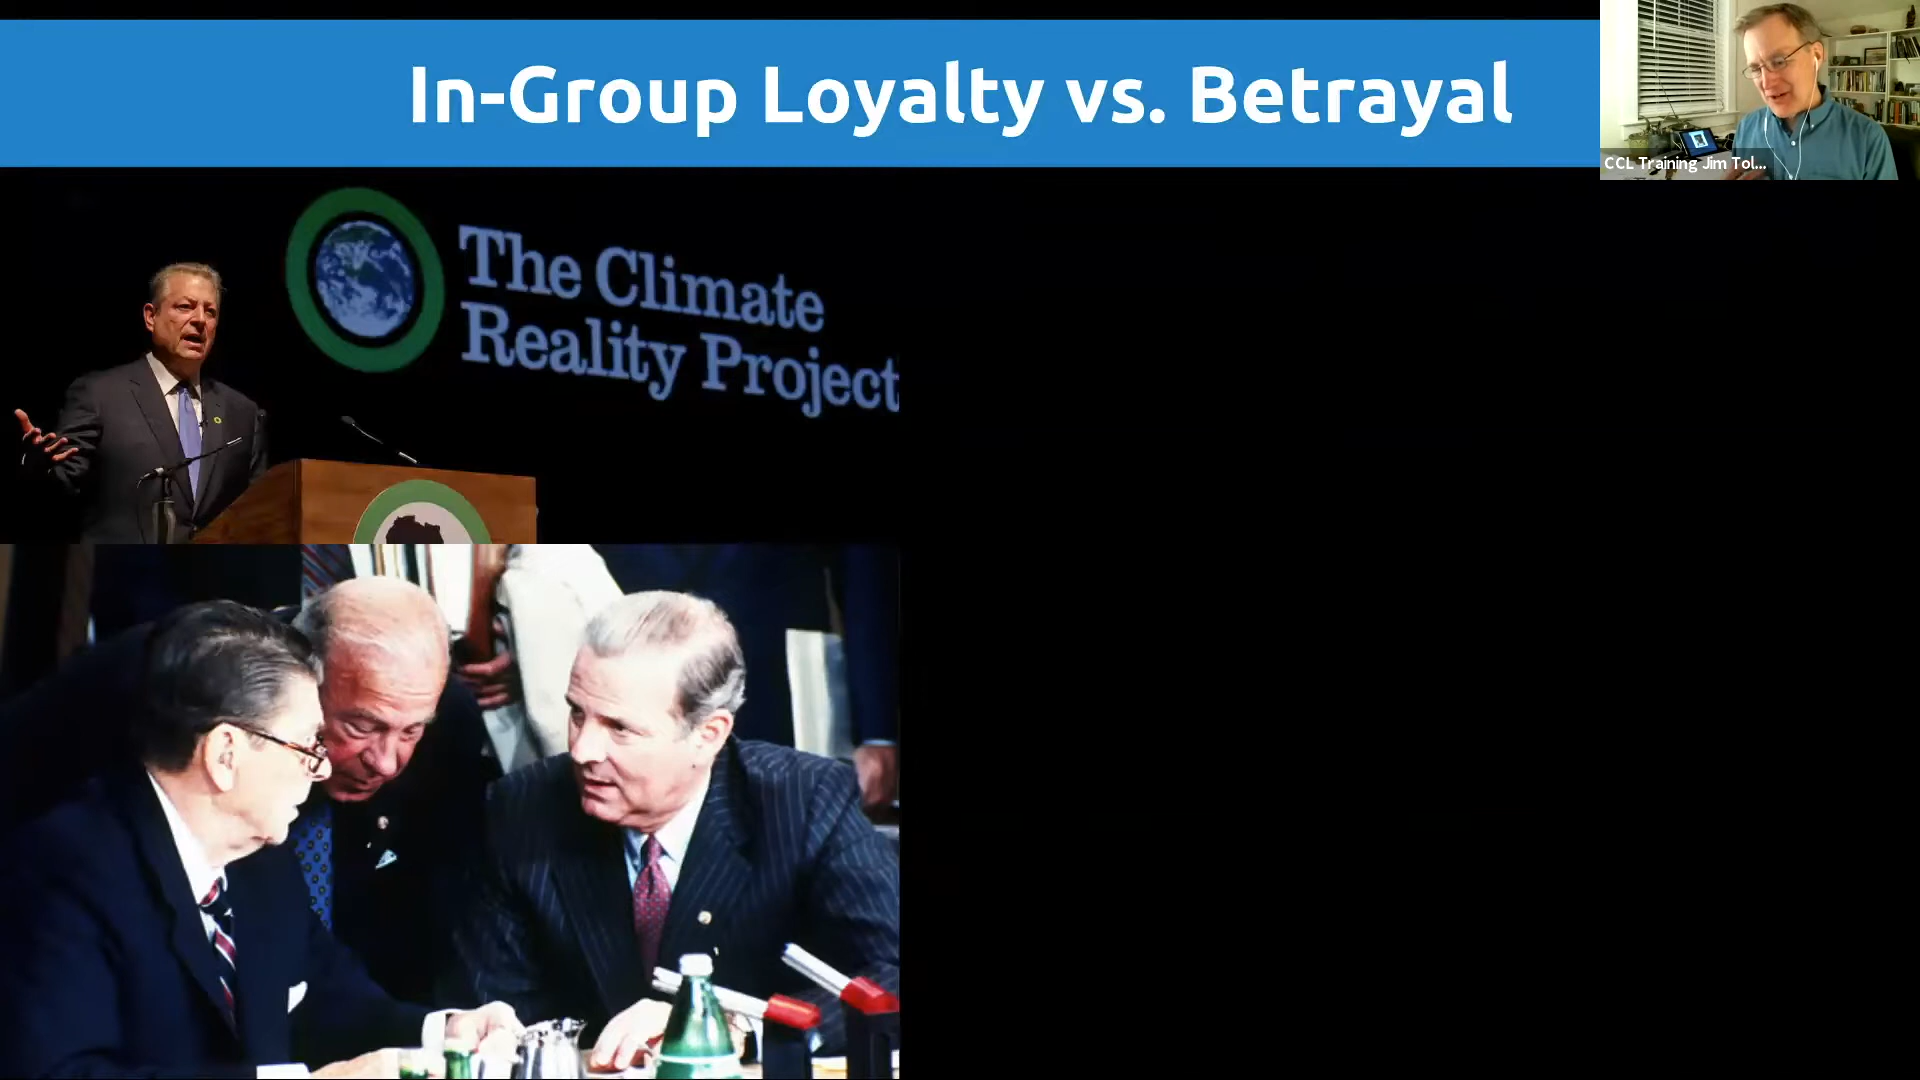 In-Group Loyalty vs. Betrayal
CCL Training Jim Tol...
The Climate
Reality Project